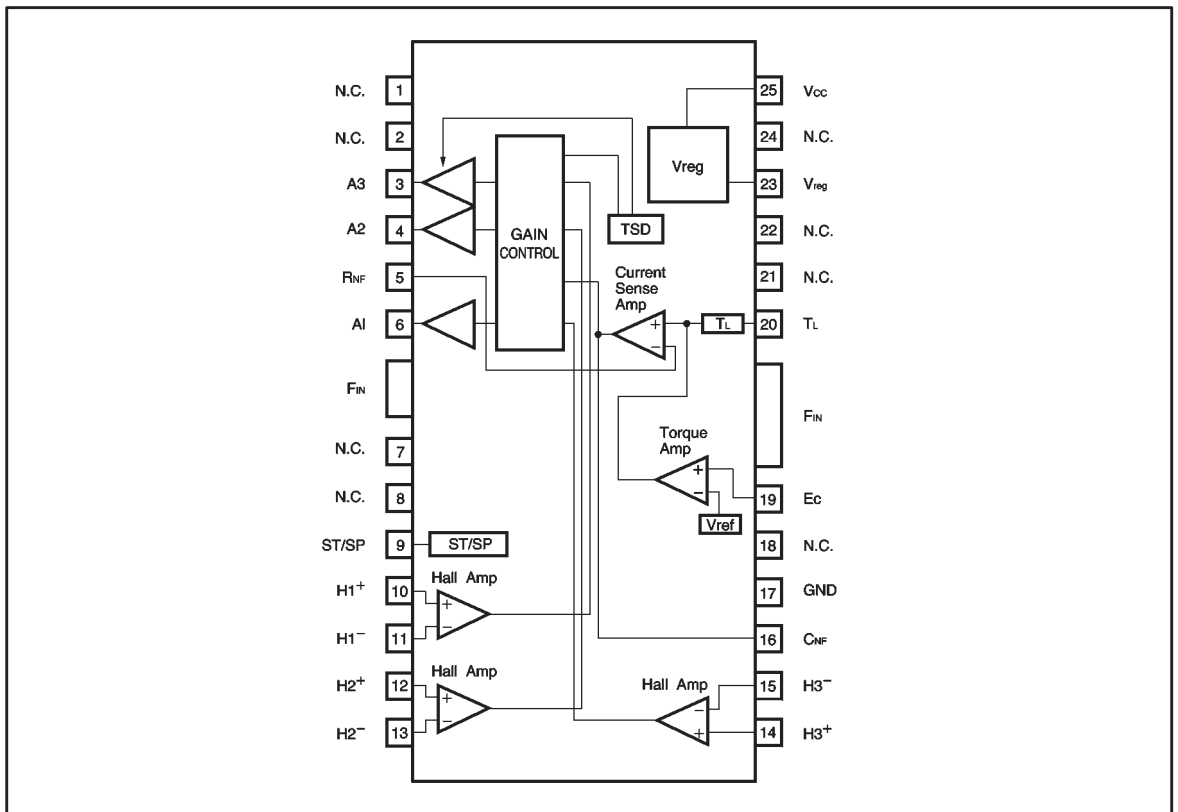 N.C. 1
N.C. 2
A3 3
A2 4
RNF 5
AI 6
FIN
N.C. 7
N.C. 8
ST/SP 9
ST/SP
H1+ 10
H1− 11
H2+ 12
H2− 13
Hall Amp
+
−
Hall Amp
+
−
GAIN
CONTROL
TSD
Current
Sense
Amp
+
−
TL
Torque
Amp
+
−
Vref
Hall Amp
−
+
Vreg
25 VCC
24 N.C.
23 Vreg
22 N.C.
21 N.C.
20 TL
FIN
19 Ec
18 N.C.
17 GND
16 CNF
15 H3−
14 H3+